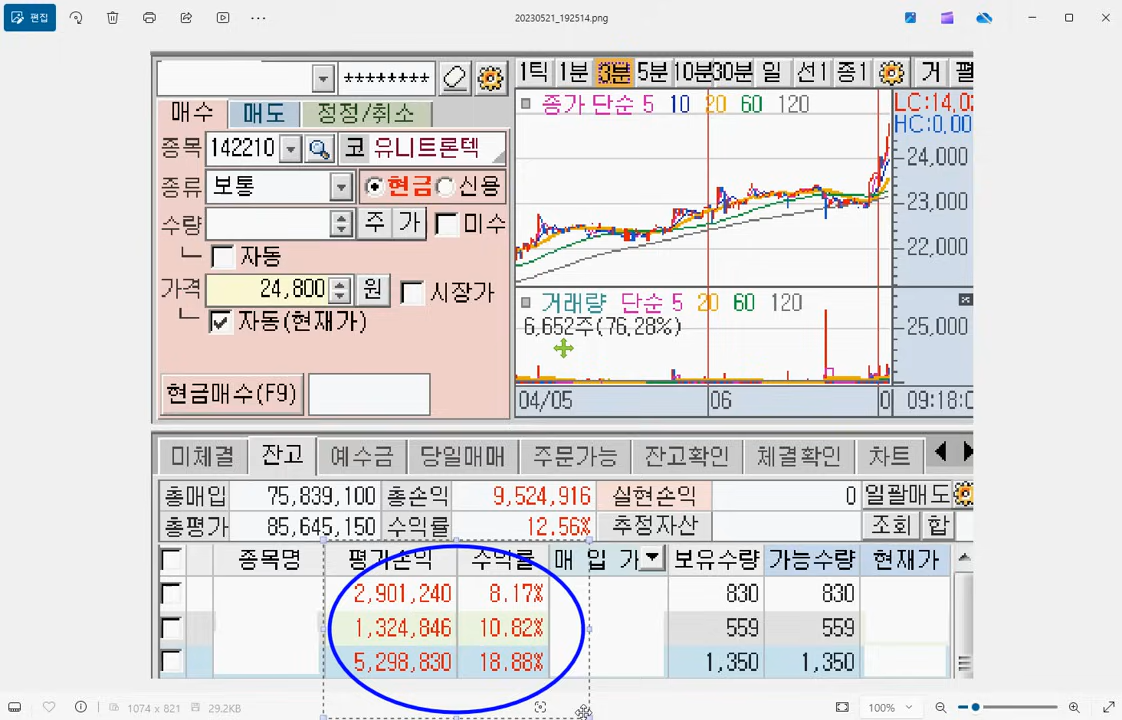 편집
20230521_192514.png
********
1틱 1분 3분 5분 10분 30분 일 선1 종1 거
매수 매도 정정/취소
종목 142210 코 유니트론텍
종류 보통 현금 신용
수량 주 가 미수
자동
가격 24,800 원 시장가
자동(현재가)
현금매수(F9)
종가 단순 5 10 20 60 120
LC:14,0
HC:0,00
24,000
23,000
22,000
거래량 단순 5 20 60 120
6,652주(76,28%)
25,000
04/05 06 0 09:18:0
미체결 잔고 예수금 당일매매 주문가능 잔고확인 체결확인 차트
총매입 75,839,100 총손익 9,524,916 실현손익 0 일괄매도
총평가 85,645,150 수익률 12.56% 추정자산 조회 합
종목명 평가손익 수익률 매 입 가 보유수량 가능수량 현재가
2,901,240 8.17% 830 830
1,324,846 10.82% 559 559
5,298,830 18.88% 1,350 1,350
1074 x 821 29.2KB 100%